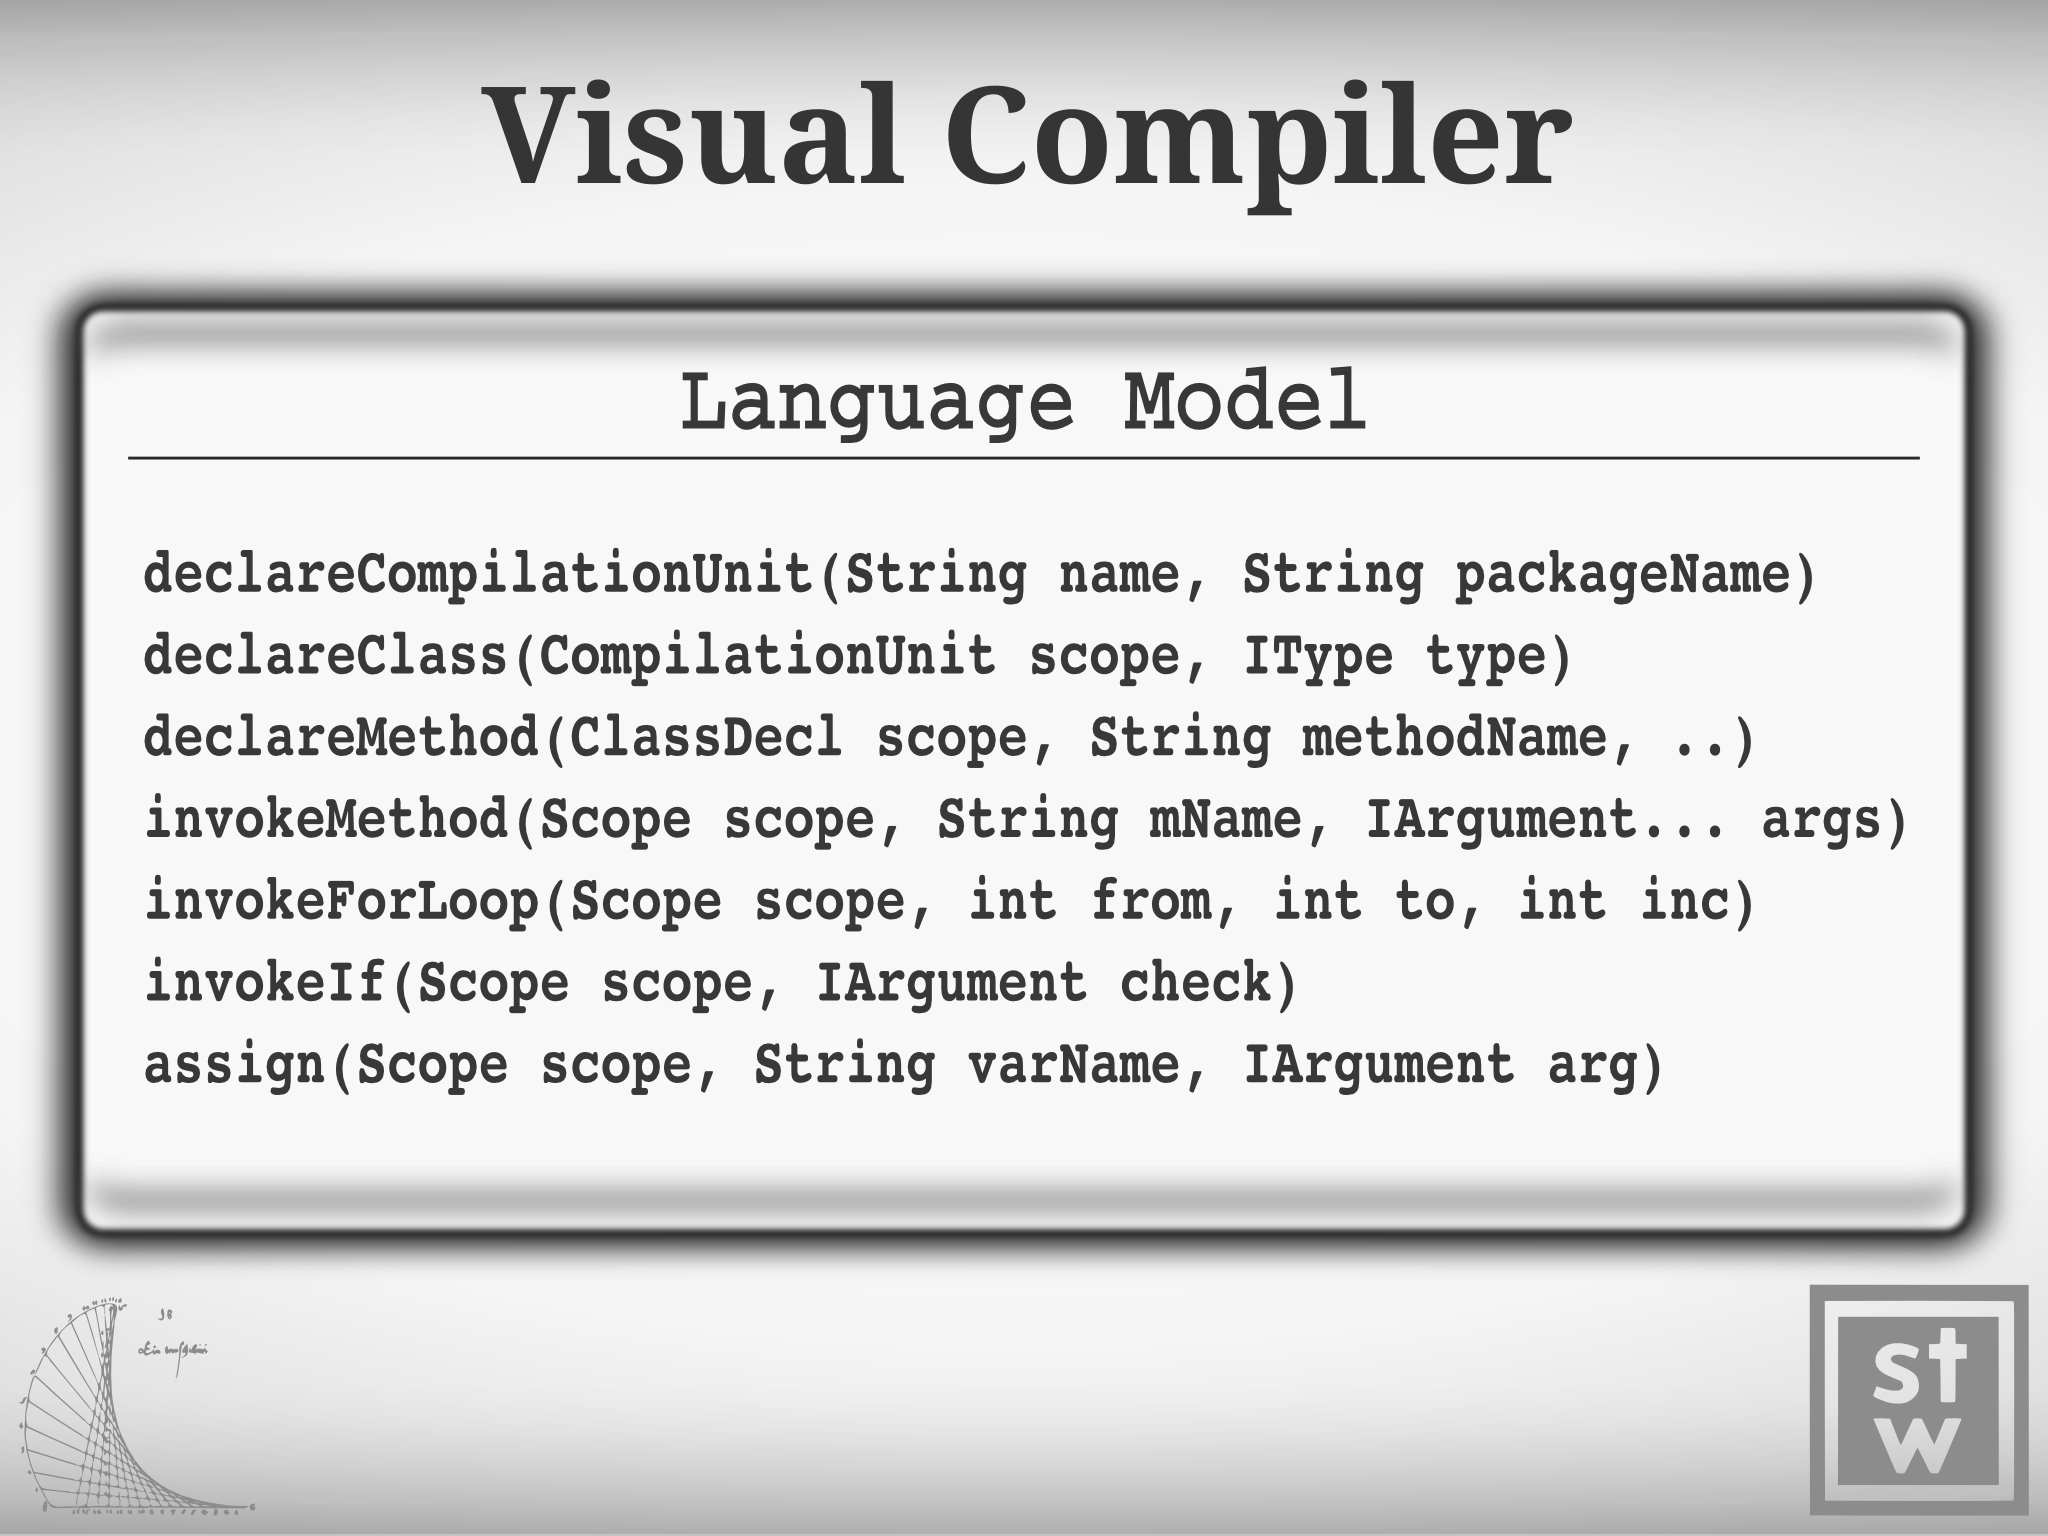 Visual Compiler
Language Model
declareCompilationUnit(String name, String packageName)
declareClass(CompilationUnit scope, IType type)
declareMethod(ClassDecl scope, String methodName, ..)
invokeMethod(Scope scope, String mName, IArgument... args)
invokeForLoop(Scope scope, int from, int to, int inc)
invokeIf(Scope scope, IArgument check)
assign(Scope scope, String varName, IArgument arg)
st
w